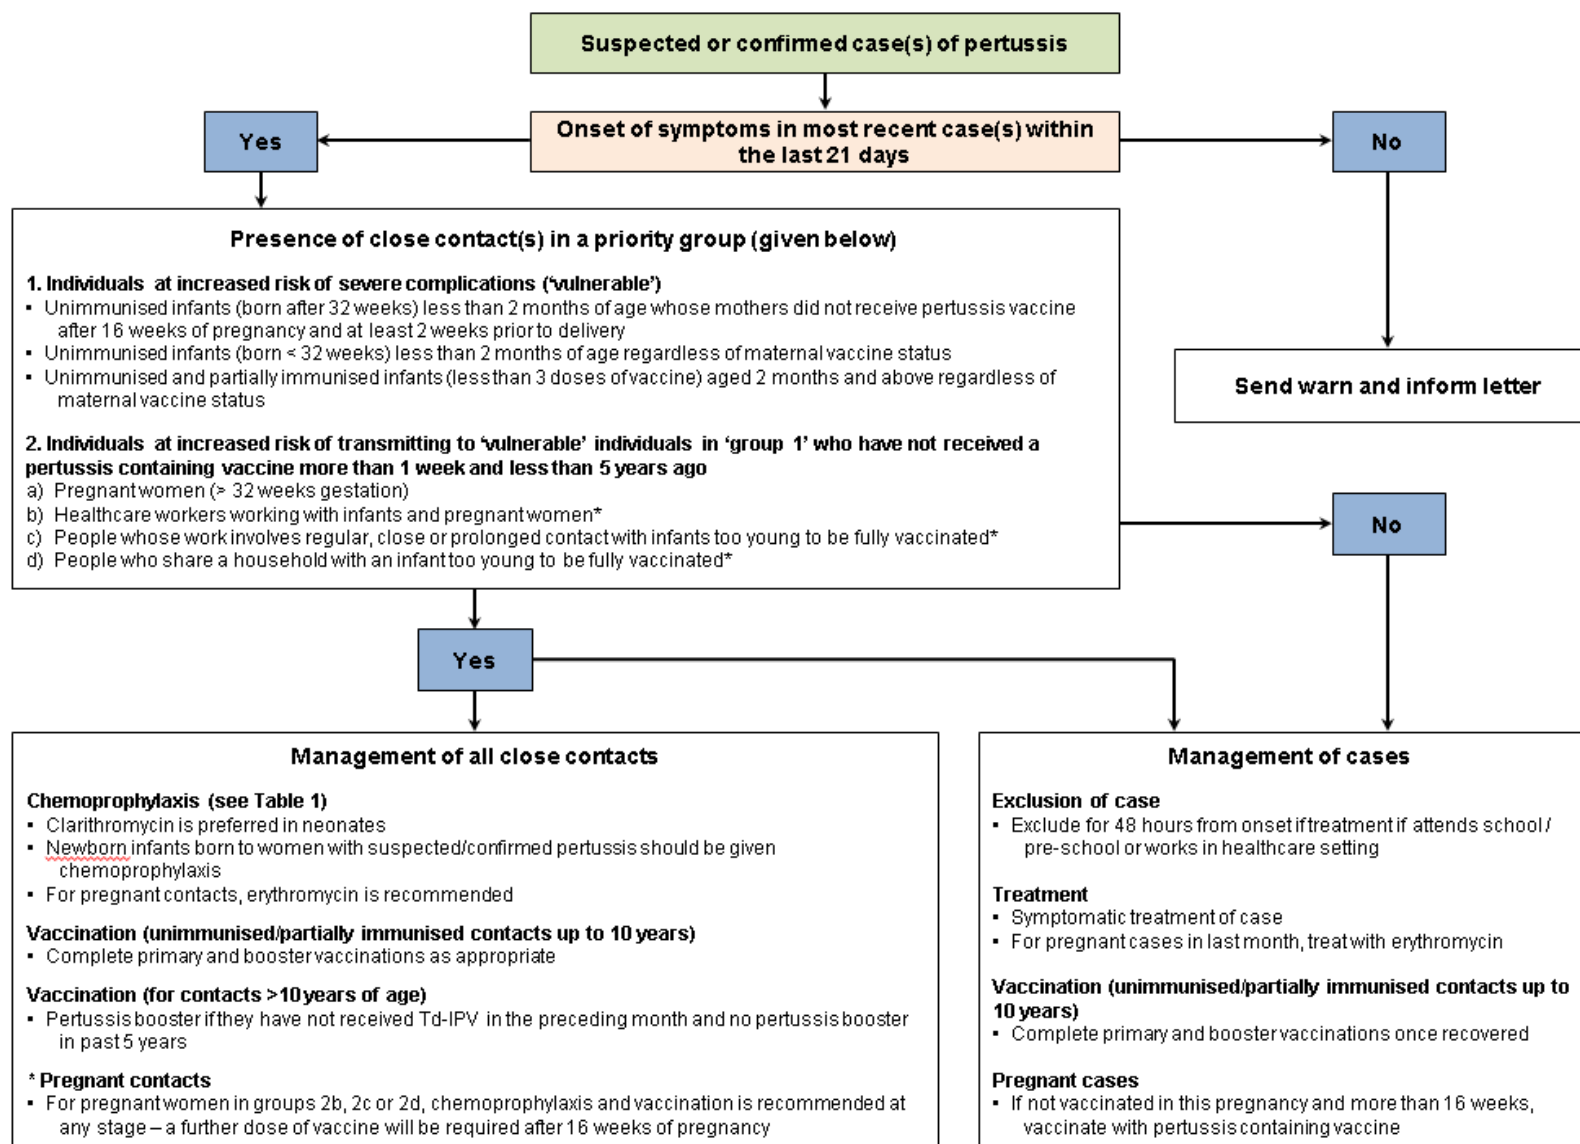 Suspected or confirmed case(s) of pertussis
Yes
Onset of symptoms in most recent case(s) within
the last 21 days
No
Presence of close contact(s) in a priority group (given below)
1. Individuals at increased risk of severe complications (‘vulnerable’)
▪ Unimmunised infants (born after 32 weeks) less than 2 months of age whose mothers did not receive pertussis vaccine
after 16 weeks of pregnancy and at least 2 weeks prior to delivery
▪ Unimmunised infants (born < 32 weeks) less than 2 months of age regardless of maternal vaccine status
▪ Unimmunised and partially immunised infants (less than 3 doses of vaccine) aged 2 months and above regardless of
maternal vaccine status
2. Individuals at increased risk of transmitting to ‘vulnerable’ individuals in ‘group 1’ who have not received a
pertussis containing vaccine more than 1 week and less than 5 years ago
a) Pregnant women (> 32 weeks gestation)
b) Healthcare workers working with infants and pregnant women*
c) People whose work involves regular, close or prolonged contact with infants too young to be fully vaccinated*
d) People who share a household with an infant too young to be fully vaccinated*
Send warn and inform letter
No
Yes
Management of all close contacts
Chemoprophylaxis (see Table 1)
▪ Clarithromycin is preferred in neonates
▪ Newborn infants born to women with suspected/confirmed pertussis should be given
chemoprophylaxis
▪ For pregnant contacts, erythromycin is recommended
Vaccination (unimmunised/partially immunised contacts up to 10 years)
▪ Complete primary and booster vaccinations as appropriate
Vaccination (for contacts >10 years of age)
▪ Pertussis booster if they have not received Td-IPV in the preceding month and no pertussis booster
in past 5 years
* Pregnant contacts
▪ For pregnant women in groups 2b, 2c or 2d, chemoprophylaxis and vaccination is recommended at
any stage – a further dose of vaccine will be required after 16 weeks of pregnancy
Management of cases
Exclusion of case
▪ Exclude for 48 hours from onset if treatment if attends school /
pre-school or works in healthcare setting
Treatment
▪ Symptomatic treatment of case
▪ For pregnant cases in last month, treat with erythromycin
Vaccination (unimmunised/partially immunised contacts up to
10 years)
▪ Complete primary and booster vaccinations once recovered
Pregnant cases
▪ If not vaccinated in this pregnancy and more than 16 weeks,
vaccinate with pertussis containing vaccine